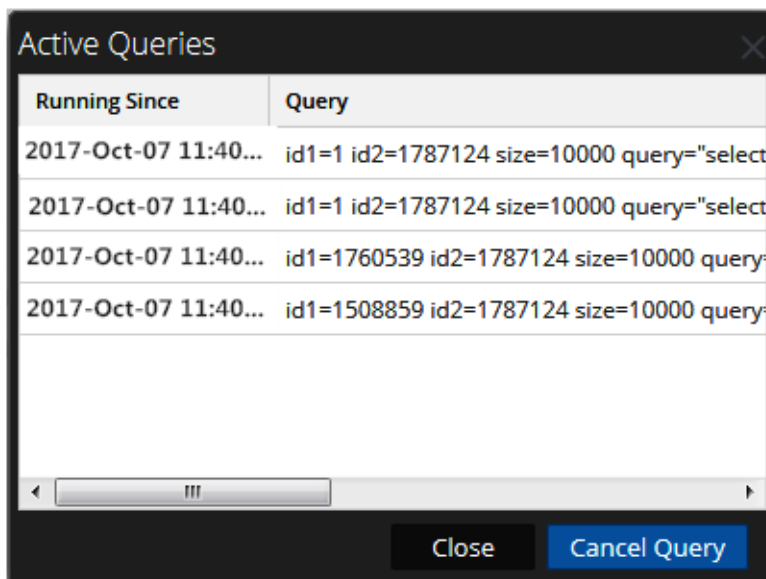 Active Queries
Running Since Query
2017-Oct-07 11:40... id1=1 id2=1787124 size=10000 query="select
2017-Oct-07 11:40... id1=1 id2=1787124 size=10000 query="select
2017-Oct-07 11:40... id1=1760539 id2=1787124 size=10000 query
2017-Oct-07 11:40... id1=1508859 id2=1787124 size=10000 query
Close Cancel Query